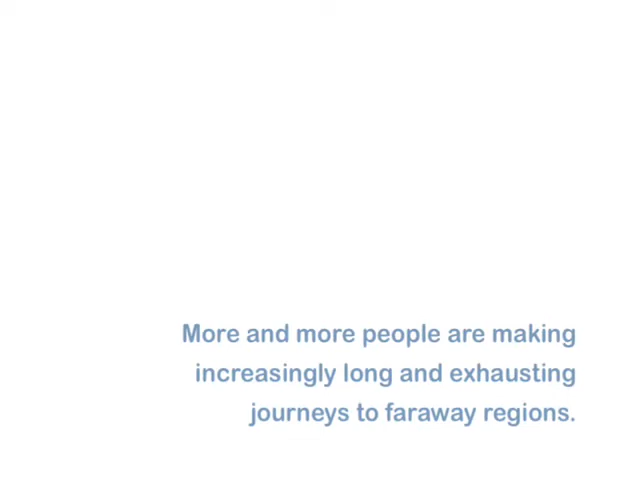 More and more people are making
increasingly long and exhausting
journeys to faraway regions.